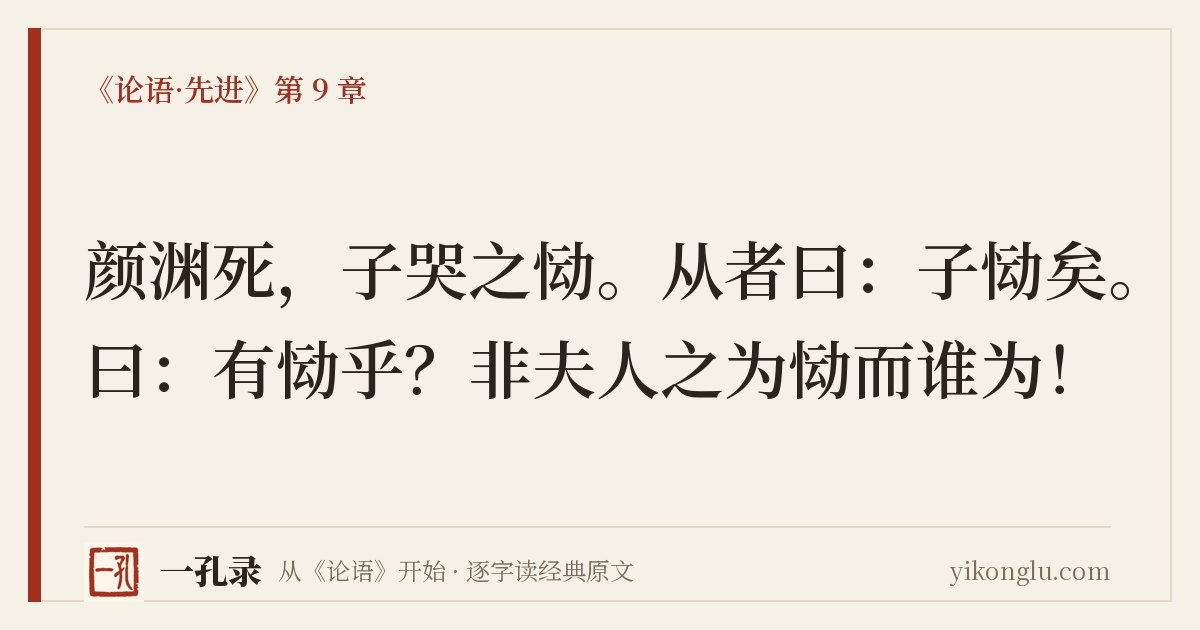 《论语·先进》第 9 章
颜渊死，子哭之恸。从者曰：子恸矣。
曰：有恸乎？非夫人之为恸而谁为！
一孔
一孔录 从《论语》开始 · 逐字读经典原文 yikonglu.com